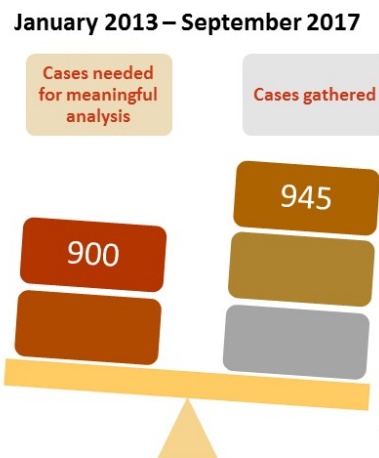 January 2013 – September 2017
Cases needed
for meaningful
analysis
Cases gathered
945
900